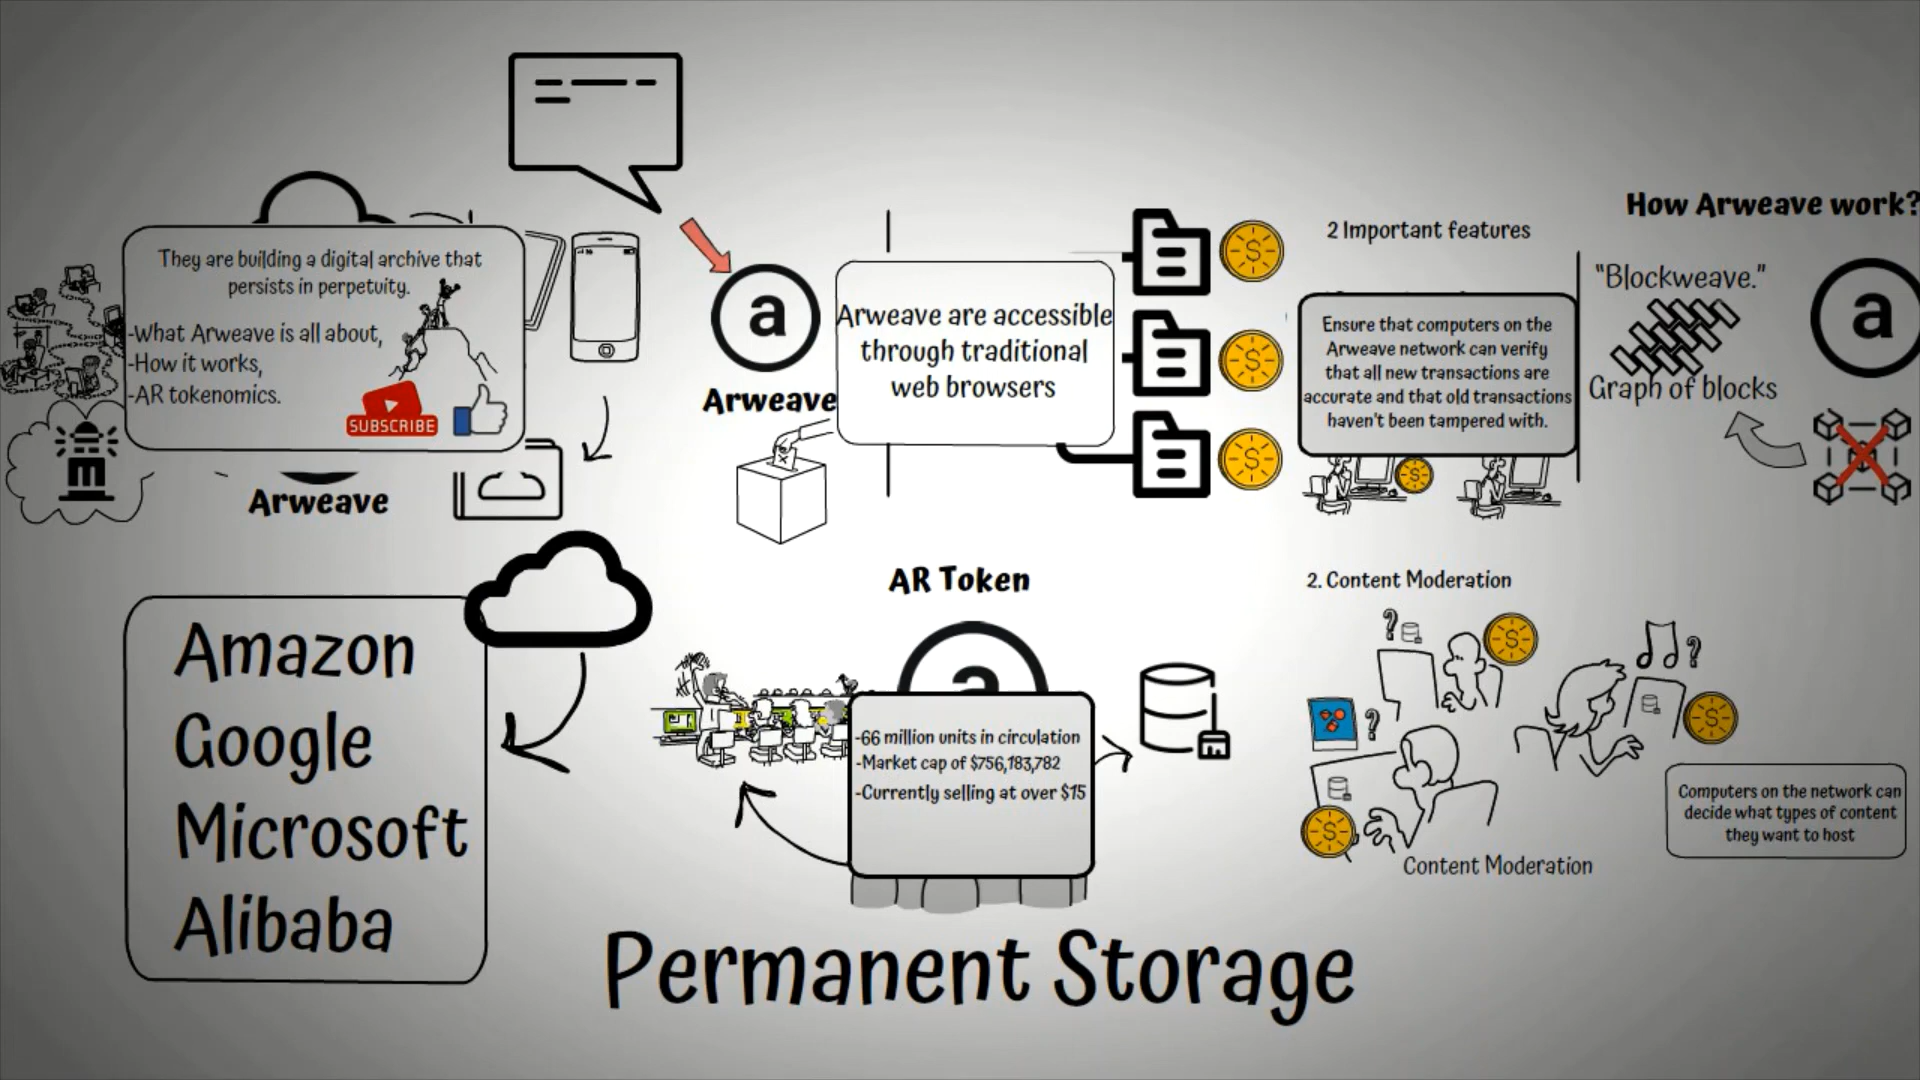 They are building a digital archive that
persists in perpetuity.
-What Arweave is all about,
-How it works,
-AR tokenomics.
SUBSCRIBE
Arweave
a
Arweave
Arweave are accessible
through traditional
web browsers
2 Important features
Ensure that computers on the
Arweave network can verify
that all new transactions are
accurate and that old transactions
haven't been tampered with.
How Arweave work?
"Blockweave."
Graph of blocks
a
Amazon
Google
Microsoft
Alibaba
AR Token
a
-66 million units in circulation
-Market cap of $756,183,782
-Currently selling at over $15
2. Content Moderation
Computers on the network can
decide what types of content
they want to host
Content Moderation
Permanent Storage